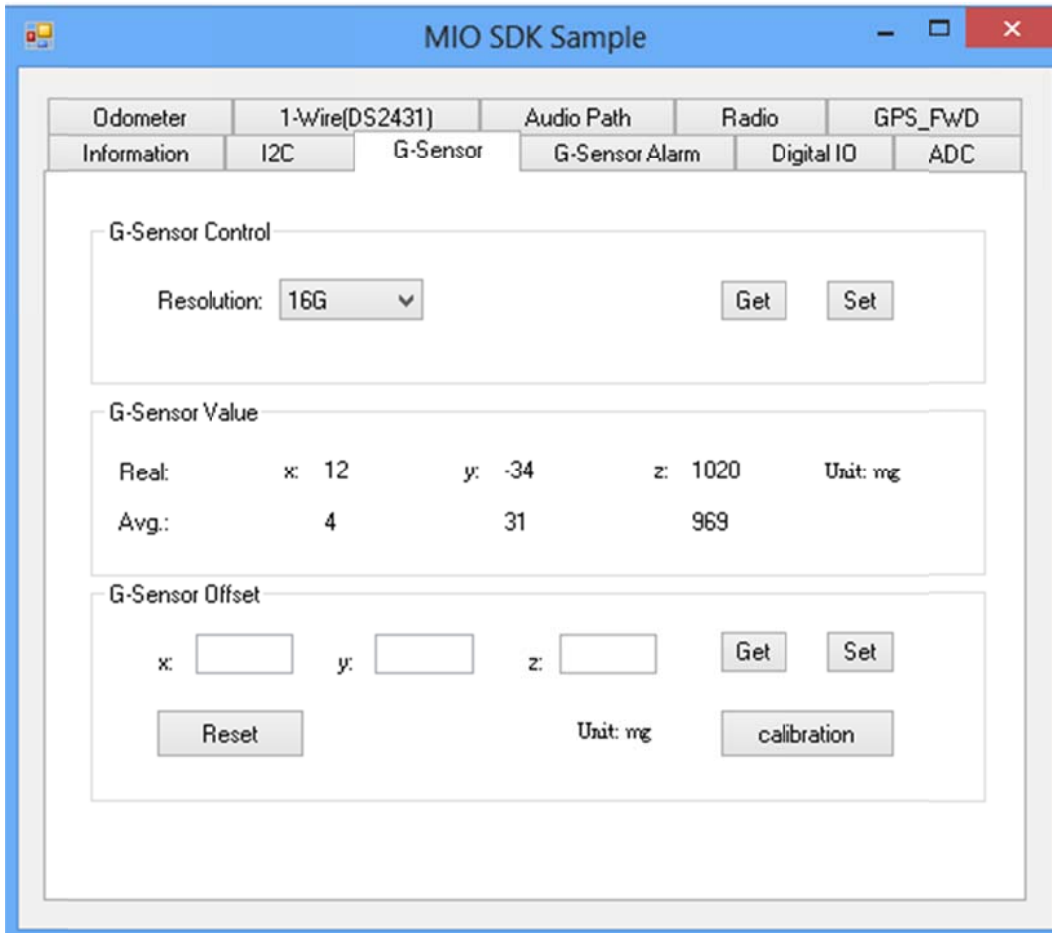 MIO SDK Sample
Odometer 1-Wire(DS2431) Audio Path Radio GPS_FWD
Information I2C G-Sensor G-Sensor Alarm Digital IO ADC
G-Sensor Control
Resolution: 16G Get Set
G-Sensor Value
Real: x: 12 y: -34 z: 1020 Unit: mg
Avg.: 4 31 969
G-Sensor Offset
x: y: z: Get Set
Reset Unit: mg calibration